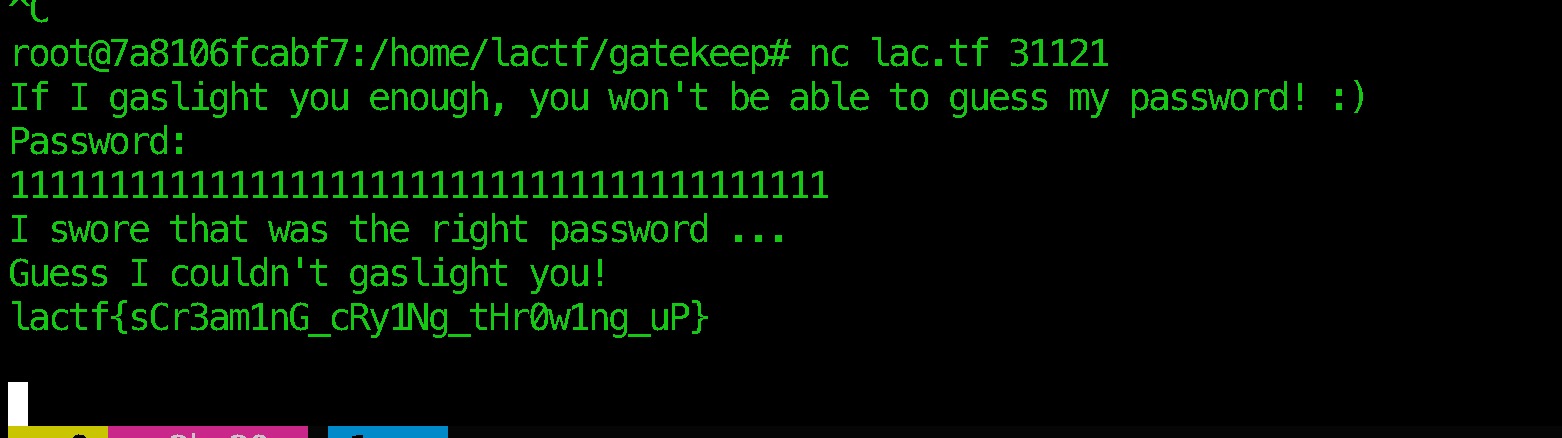 ^C
root@7a8106fcabf7:/home/lactf/gatekeep# nc lac.tf 31121
If I gaslight you enough, you won't be able to guess my password! :)
Password:
11111111111111111111111111111111111111111
I swore that was the right password ...
Guess I couldn't gaslight you!
lactf{sCr3am1nG_cRy1Ng_tHr0w1ng_uP}